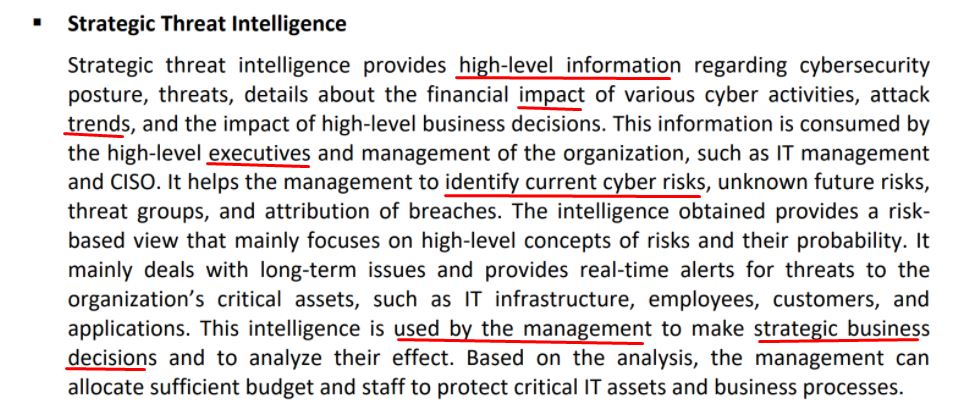 ▪ Strategic Threat Intelligence
Strategic threat intelligence provides high-level information regarding cybersecurity
posture, threats, details about the financial impact of various cyber activities, attack
trends, and the impact of high-level business decisions. This information is consumed by
the high-level executives and management of the organization, such as IT management
and CISO. It helps the management to identify current cyber risks, unknown future risks,
threat groups, and attribution of breaches. The intelligence obtained provides a risk-
based view that mainly focuses on high-level concepts of risks and their probability. It
mainly deals with long-term issues and provides real-time alerts for threats to the
organization’s critical assets, such as IT infrastructure, employees, customers, and
applications. This intelligence is used by the management to make strategic business
decisions and to analyze their effect. Based on the analysis, the management can
allocate sufficient budget and staff to protect critical IT assets and business processes.